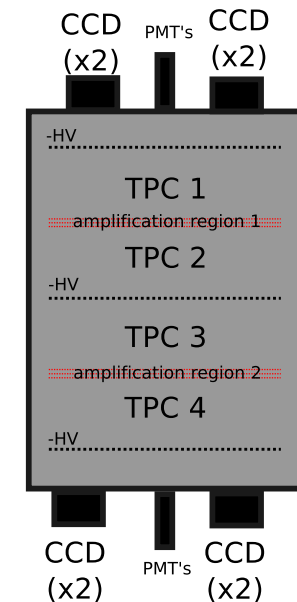 CCD
(x2)
PMT's
CCD
(x2)
-HV
TPC 1
amplification region 1
TPC 2
-HV
TPC 3
amplification region 2
TPC 4
-HV
CCD
(x2)
PMT's
CCD
(x2)